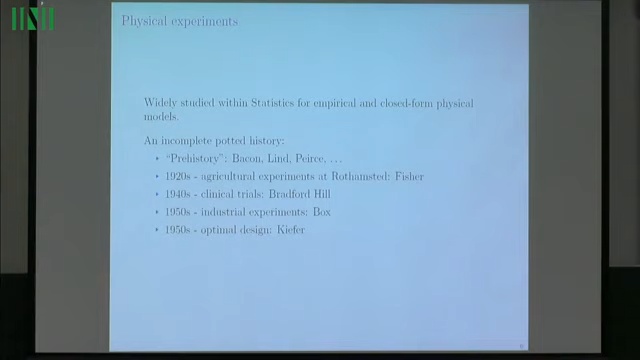 Physical experiments
Widely studied within Statistics for empirical and closed-form physical
models.
An incomplete potted history:
"Prehistory": Bacon, Lind, Peirce, ...
1920s - agricultural experiments at Rothamsted: Fisher
1940s - clinical trials: Bradford Hill
1950s - industrial experiments: Box
1950s - optimal design: Kiefer